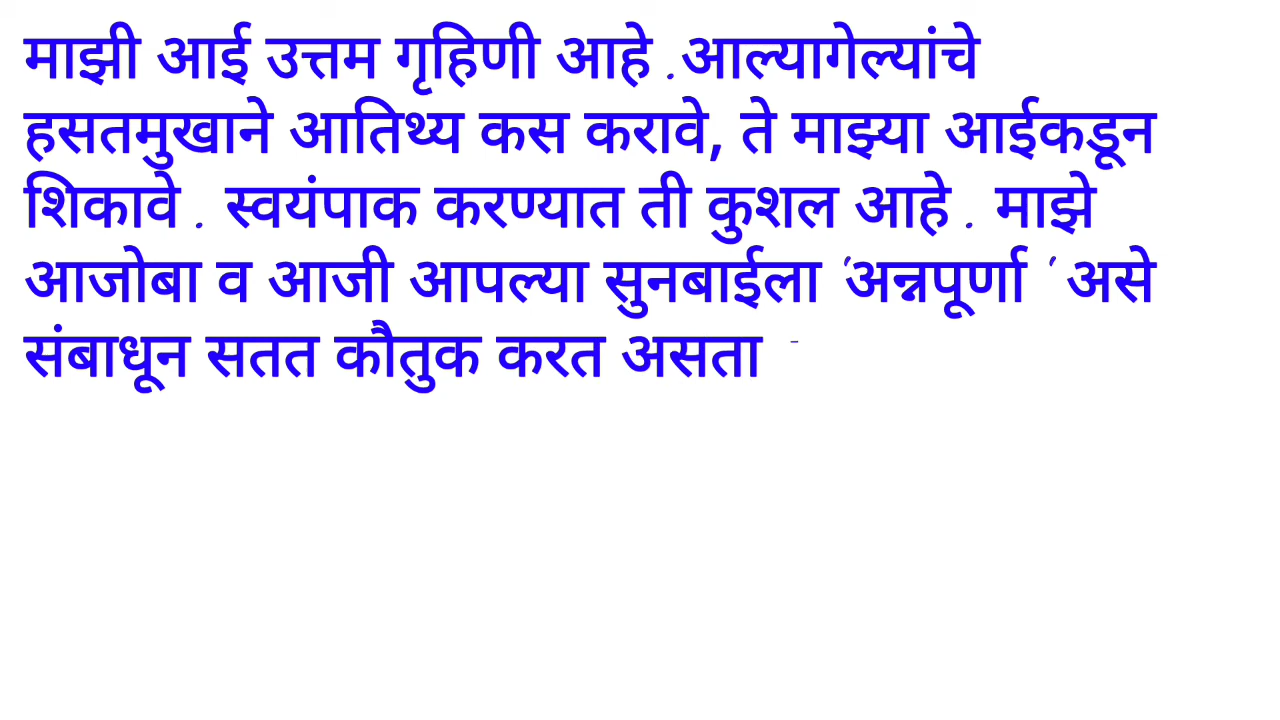 माझी आई उत्तम गृहिणी आहे .आल्यागेल्यांचे
हसतमुखाने आतिथ्य कस करावे, ते माझ्या आईकडून
शिकावे . स्वयंपाक करण्यात ती कुशल आहे . माझे
आजोबा व आजी आपल्या सुनबाईला ‘अन्नपूर्णा ‘ असे
संबाधून सतत कौतुक करत असता